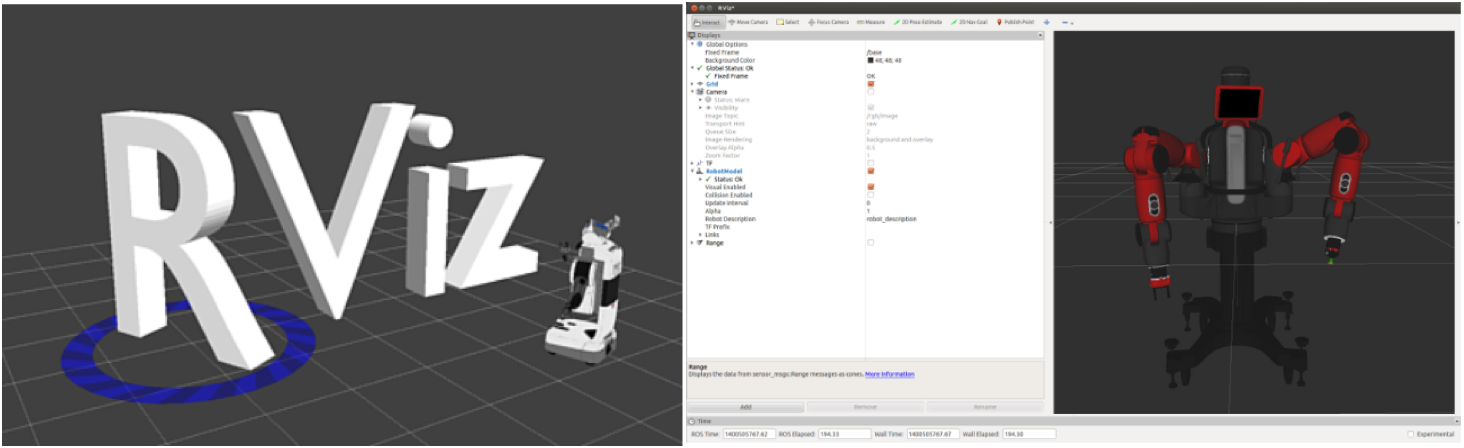 RViz
RViz*
Interact Move Camera Select Focus Camera Measure 2D Pose Estimate 2D Nav Goal Publish Point
Displays
Global Options
Fixed Frame /base
Background Color 48; 48; 48
Global Status: Ok
Fixed Frame OK
Grid
Camera
Status: Warn
Visibility
Image Topic /rgb/image
Transport Hint raw
Queue Size 2
Image Rendering background and overlay
Overlay Alpha 0.5
Zoom Factor 1
TF
RobotModel
Status: Ok
Visual Enabled
Collision Enabled
Update Interval 0
Alpha 1
Robot Description robot_description
TF Prefix
Links
Range
Range
Displays the data from sensor_msgs::Range messages as cones. More Information
Add Remove Rename
Time
ROS Time: 1400505767.62 ROS Elapsed: 194.33 Wall Time: 1400505767.67 Wall Elapsed: 194.30 Experimental